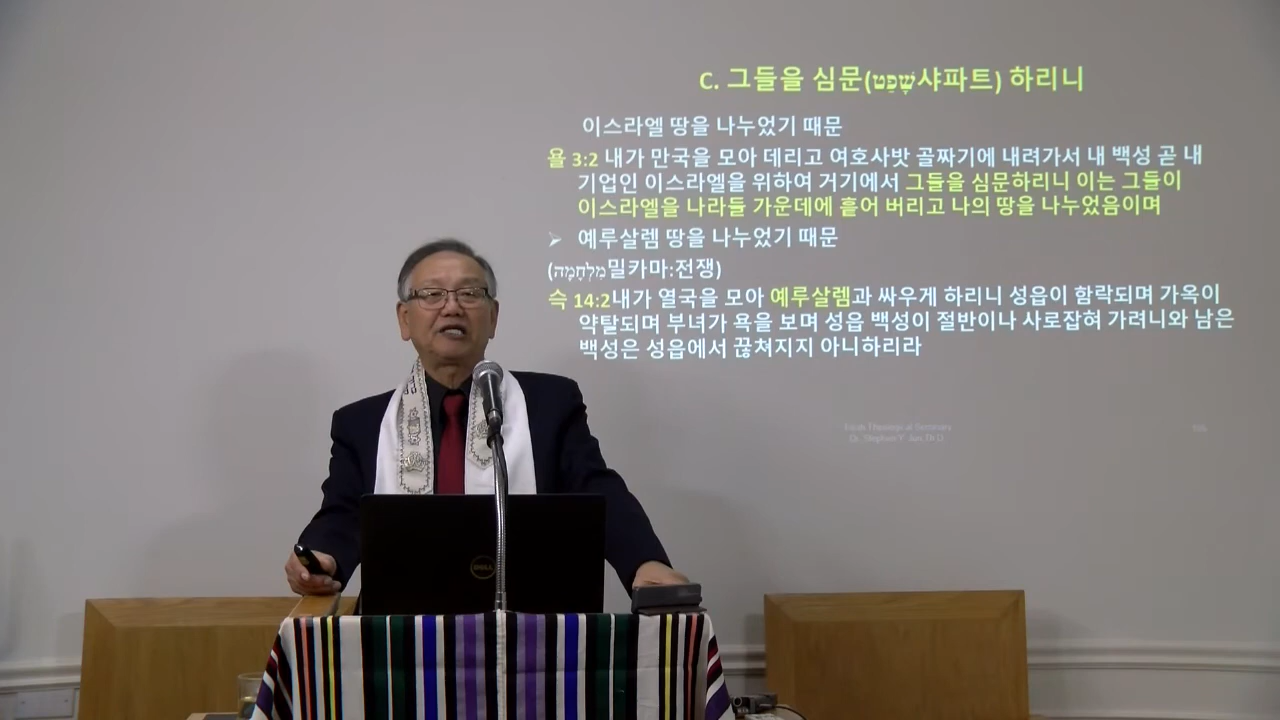 C. 그들을 심문(שָׁפַט샤파트) 하리니
이스라엘 땅을 나누었기 때문
욜 3:2 내가 만국을 모아 데리고 여호사밧 골짜기에 내려가서 내 백성 곧 내
기업인 이스라엘을 위하여 거기에서 그들을 심문하리니 이는 그들이
이스라엘을 나라들 가운데에 흩어 버리고 나의 땅을 나누었음이며
➢ 예루살렘 땅을 나누었기 때문
(מִלְחָמָה밀카마:전쟁)
슥 14:2내가 열국을 모아 예루살렘과 싸우게 하리니 성읍이 함락되며 가옥이
약탈되며 부녀가 욕을 보며 성읍 백성이 절반이나 사로잡혀 가려니와 남은
백성은 성읍에서 끊쳐지지 아니하리라
Theological Seminary
Dr. Stephen Y. Jun Th.D.
DELL